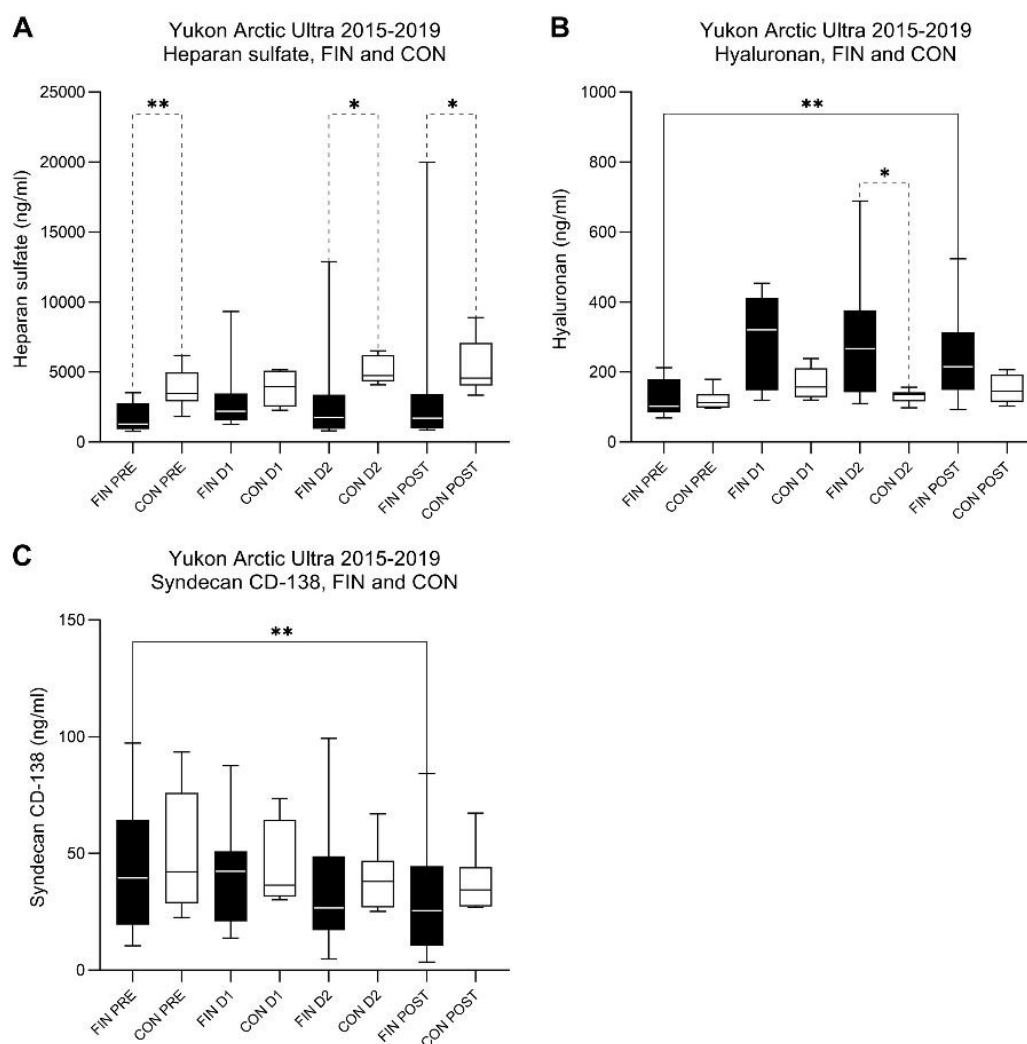 A
Yukon Arctic Ultra 2015-2019
Heparan sulfate, FIN and CON
Heparan sulfate (ng/ml)
25000
20000
15000
10000
5000
0
**
*
*
FIN PRE
CON PRE
FIN D1
CON D1
FIN D2
CON D2
FIN POST
CON POST
B
Yukon Arctic Ultra 2015-2019
Hyaluronan, FIN and CON
Hyaluronan (ng/ml)
1000
800
600
400
200
0
**
*
FIN PRE
CON PRE
FIN D1
CON D1
FIN D2
CON D2
FIN POST
CON POST
C
Yukon Arctic Ultra 2015-2019
Syndecan CD-138, FIN and CON
Syndecan CD-138 (ng/ml)
150
100
50
0
**
FIN PRE
CON PRE
FIN D1
CON D1
FIN D2
CON D2
FIN POST
CON POST